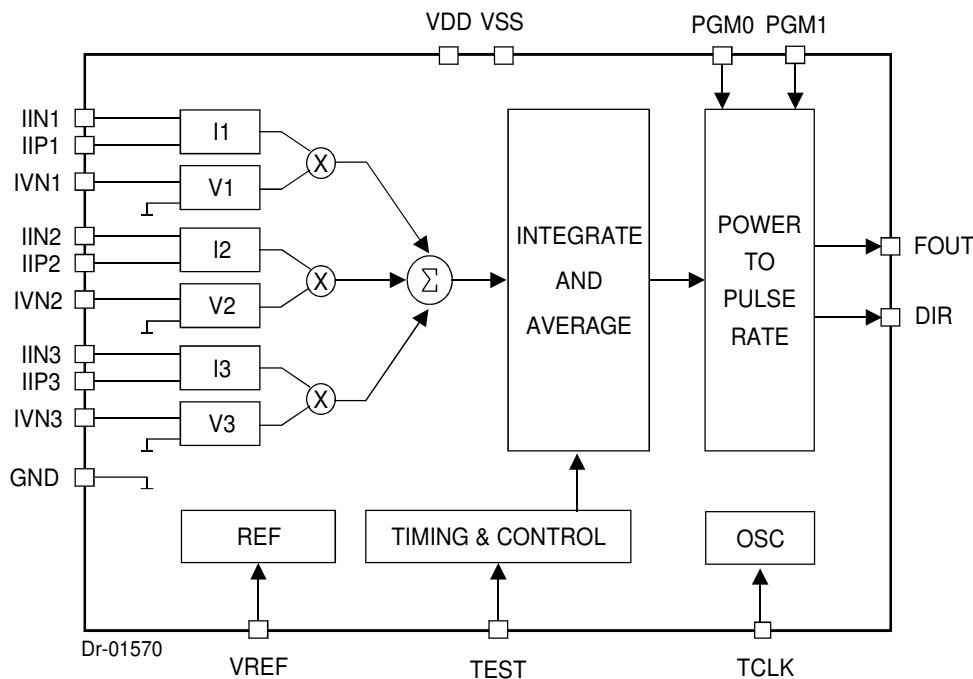 VDD VSS
PGM0 PGM1
IIN1
IIP1
IVN1
IIN2
IIP2
IVN2
IIN3
IIP3
IVN3
GND
I1
V1
I2
V2
I3
V3
X
X
X
Σ
INTEGRATE
AND
AVERAGE
POWER
TO
PULSE
RATE
FOUT
DIR
REF
TIMING & CONTROL
OSC
Dr-01570
VREF
TEST
TCLK